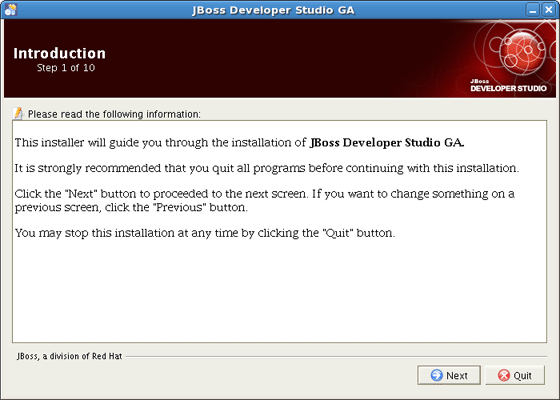 JBoss Developer Studio GA
Introduction
Step 1 of 10
JBoss
DEVELOPER STUDIO
Please read the following information:
This installer will guide you through the installation of JBoss Developer Studio GA.
It is strongly recommended that you quit all programs before continuing with this installation.
Click the "Next" button to proceeded to the next screen. If you want to change something on a
previous screen, click the "Previous" button.
You may stop this installation at any time by clicking the "Quit" button.
JBoss, a division of Red Hat
Next
Quit